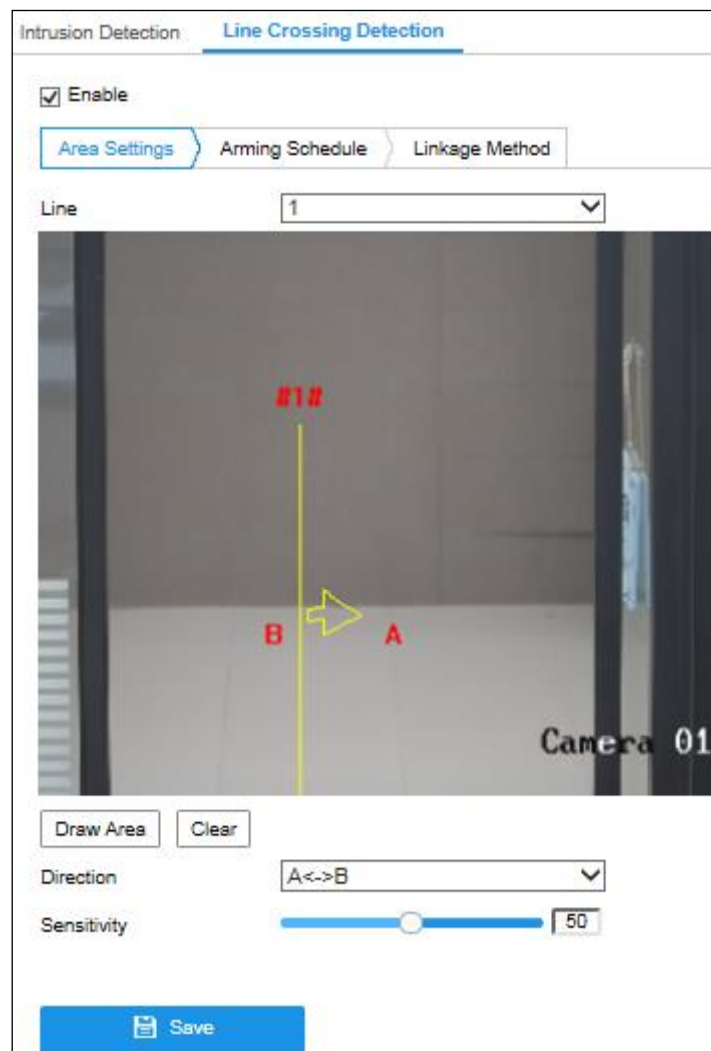 Intrusion Detection Line Crossing Detection
Enable
Area Settings Arming Schedule Linkage Method
Line 1
#1#
B A
Camera 01
Draw Area Clear
Direction A<->B
Sensitivity 50
Save